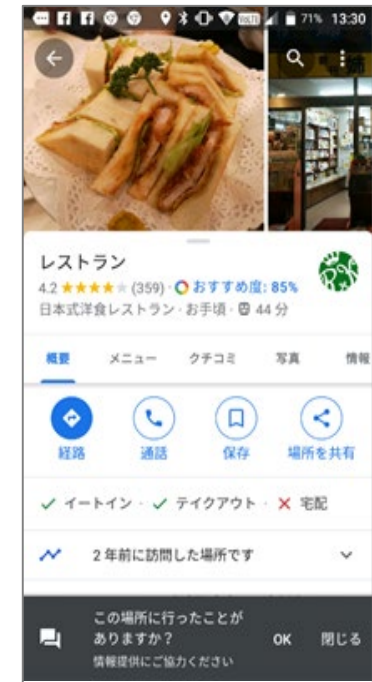 71% 13:30
レストラン
4.2 ★★★★★ (359)・おすすめ度: 85%
日本式洋食レストラン・お手頃・44 分
概要 メニュー クチコミ 写真 情報
経路 通話 保存 場所を共有
✓ イートイン · ✓ テイクアウト · ✕ 宅配
2 年前に訪問した場所です
この場所に行ったことが
ありますか?
OK 閉じる
情報提供にご協力ください